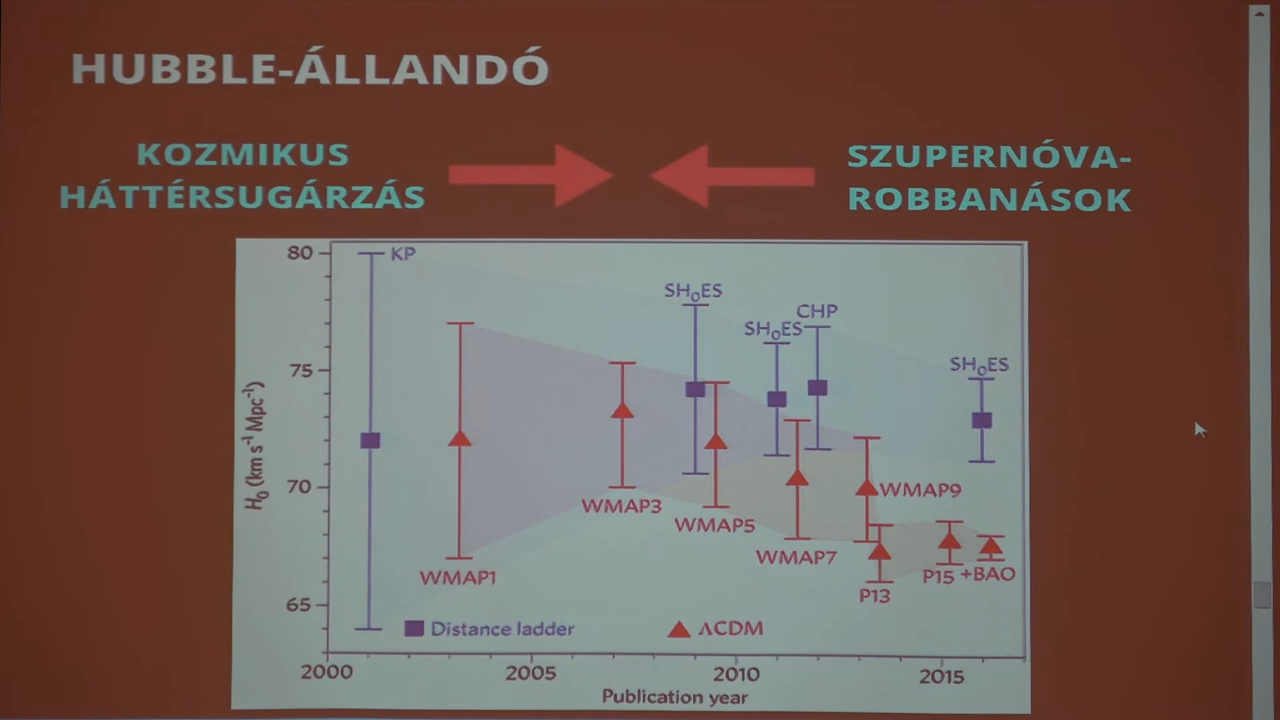 HUBBLE-ÁLLANDÓ
KOZMIKUS
HÁTTÉRSUGÁRZÁS
SZUPERNÓVA-
ROBBANÁSOK
80
75
70
65
H₀ (km s⁻¹ Mpc⁻¹)
KP
SH₀ES
SH₀ES
CHP
SH₀ES
WMAP1
WMAP3
WMAP5
WMAP7
WMAP9
P13
P15
+BAO
Distance ladder
ΛCDM
2000
2005
2010
2015
Publication year